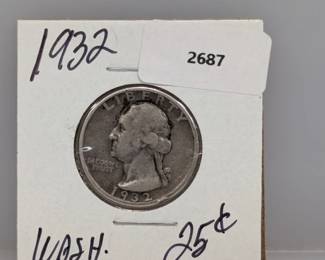 1932
2687
LIBERTY
IN GOD WE
TRUST
1932
WASH. 25¢